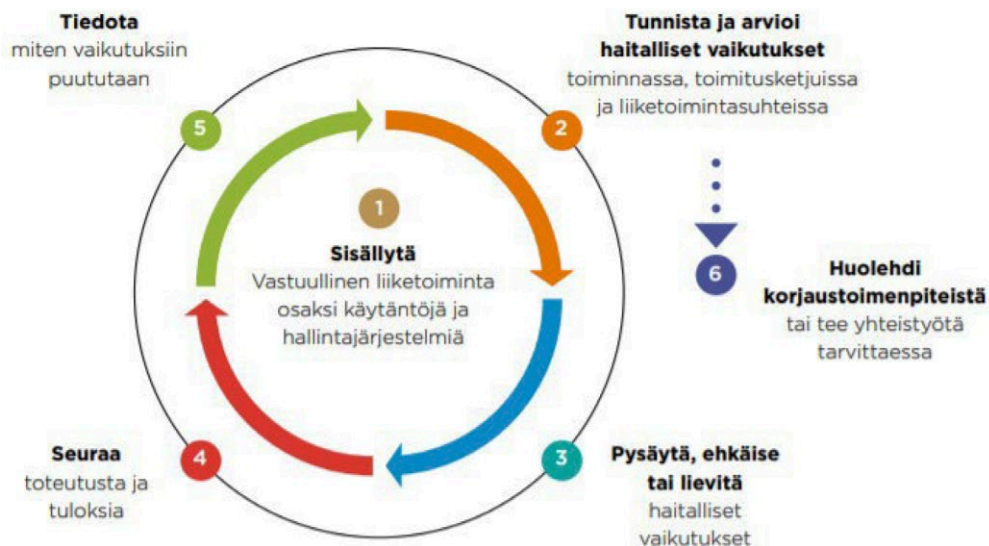 Tiedota
miten vaikutuksiin
puututaan
5
Tunnista ja arvioi
haitalliset vaikutukset
toiminnassa, toimitusketjuissa
ja liiketoimintasuhteissa
2
1
Sisällytä
Vastuullinen liiketoiminta
osaksi käytäntöjä ja
hallintajärjestelmiä
6
Huolehdi
korjaustoimenpiteistä
tai tee yhteistyötä
tarvittaessa
Seuraa
toteutusta ja
tuloksia
4
3
Pysäytä, ehkäise
tai lievitä
haitalliset
vaikutukset